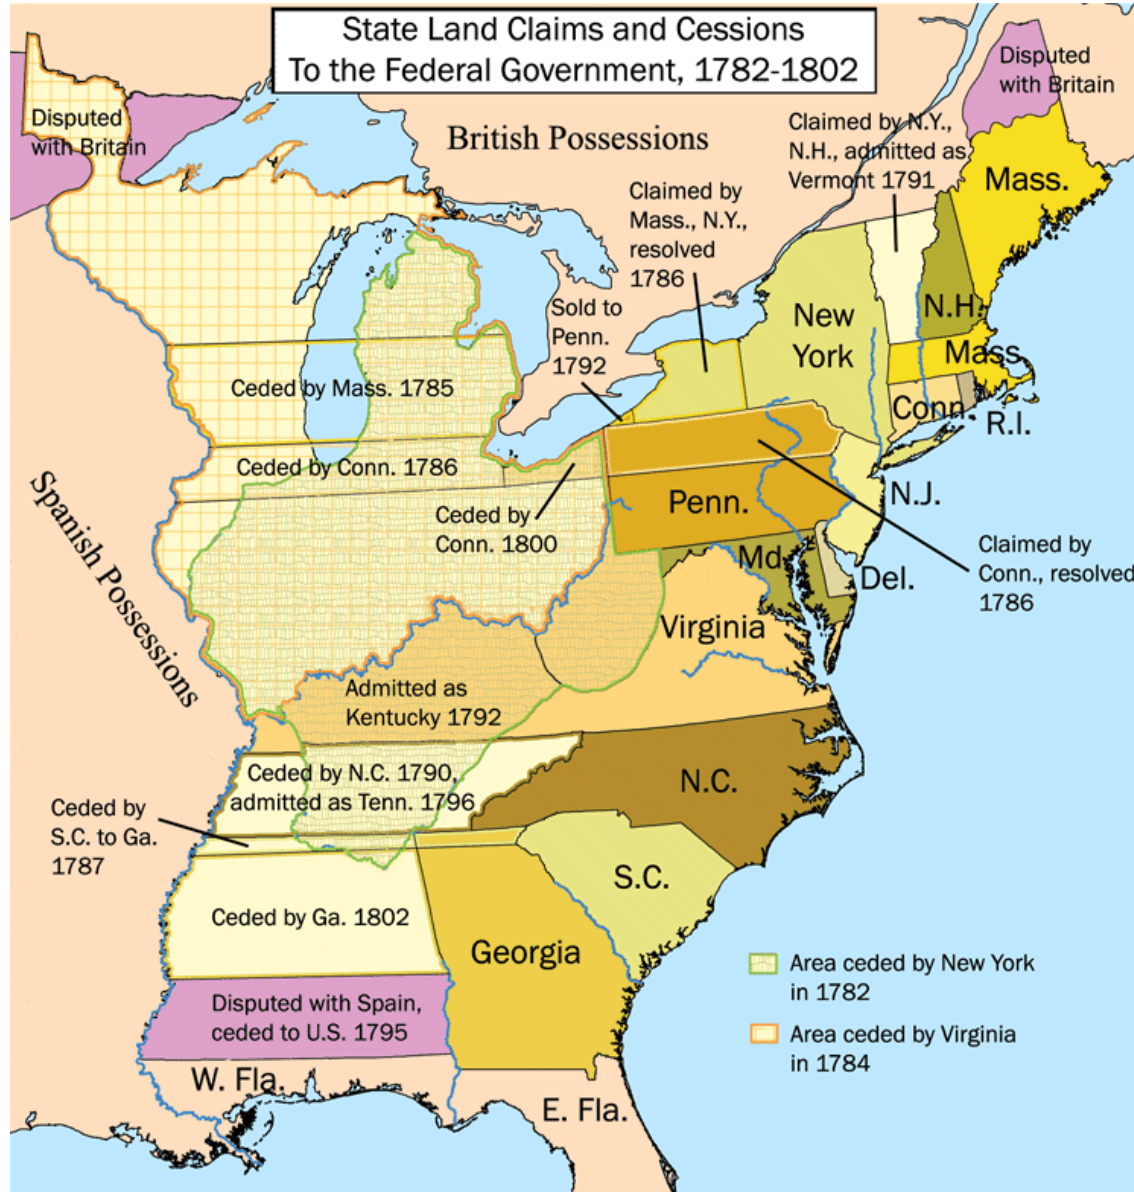 State Land Claims and Cessions
To the Federal Government, 1782-1802
Disputed
with Britain
Disputed
with Britain
British Possessions
Claimed by N.Y.,
N.H., admitted as
Vermont 1791
Mass.
Claimed by
Mass., N.Y.,
resolved
1786
Sold to
Penn.
1792
New
York
N.H.
Mass.
Conn.
R.I.
Ceded by Mass. 1785
Ceded by Conn. 1786
Ceded by
Conn. 1800
Penn.
N.J.
Claimed by
Conn., resolved
1786
Md.
Del.
Spanish Possessions
Virginia
Admitted as
Kentucky 1792
Ceded by N.C. 1790,
admitted as Tenn. 1796
N.C.
Ceded by
S.C. to Ga.
1787
S.C.
Ceded by Ga. 1802
Georgia
Disputed with Spain,
ceded to U.S. 1795
W. Fla.
E. Fla.
Area ceded by New York
in 1782
Area ceded by Virginia
in 1784